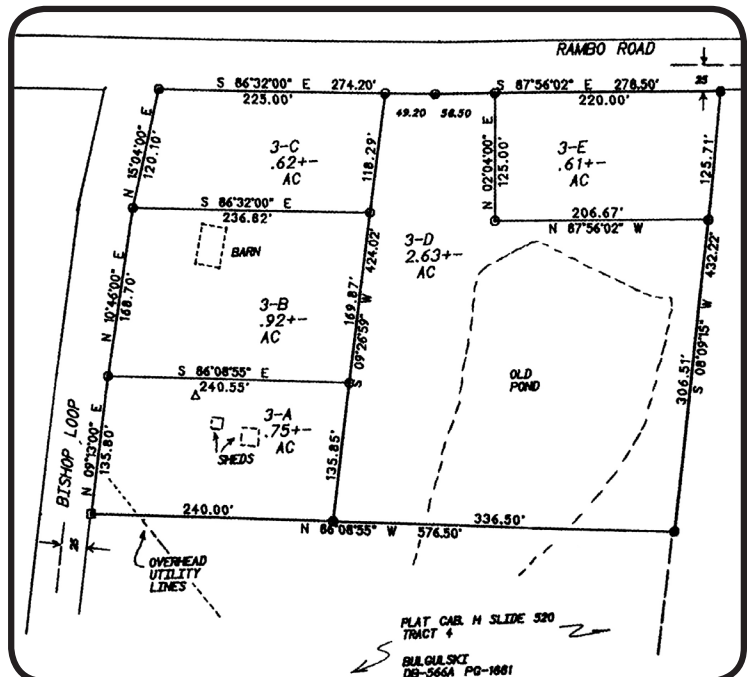 RAMBO ROAD
25
S 86°32'00" E 274.20'
225.00'
S 87°56'02" E 278.50'
220.00'
49.20 58.50
N 15°04'00" E
120.10'
3-C
.62+-
AC
118.29'
N 02°04'00" E
125.00'
3-E
.61+-
AC
125.71'
S 86°32'00" E
236.82'
206.67'
N 87°56'02" W
BARN
3-D
2.63+-
AC
424.02'
432.22'
N 10°46'00" E
168.70'
3-B
.92+-
AC
169.87'
S 09°26'59" W
306.51'
S 08°09'15" W
OLD
POND
S 86°08'55" E
240.55'
3-A
.75+-
AC
SHEDS
135.85'
BISHOP LOOP
N 09°13'00" E
135.80'
240.00'
336.50'
N 86°08'55" W 576.50'
25
OVERHEAD
UTILITY
LINES
PLAT CAB. H SLIDE 520
TRACT 4
BULGULSKI
DB-566A PG-1661